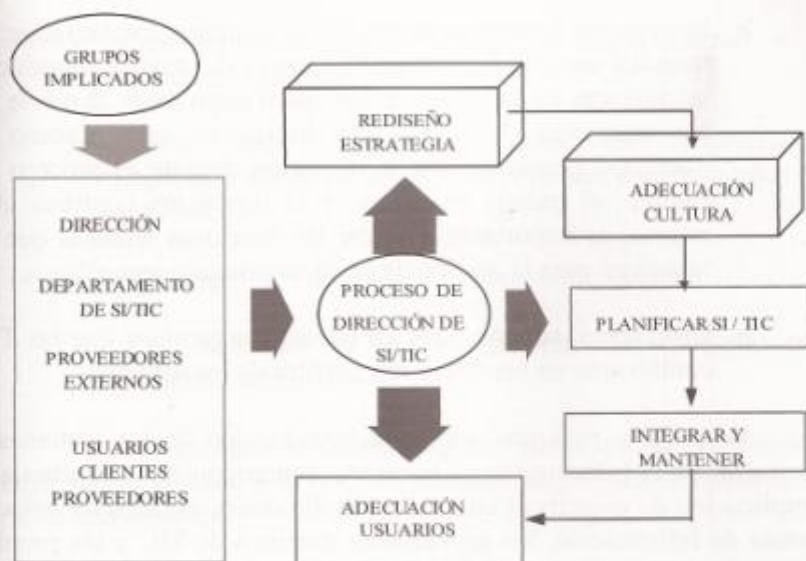 GRUPOS
IMPLICADOS
DIRECCIÓN
DEPARTAMENTO
DE SI/TIC
PROVEEDORES
EXTERNOS
USUARIOS
CLIENTES
PROVEEDORES
REDISEÑO
ESTRATEGIA
PROCESO DE
DIRECCIÓN DE
SI/TIC
ADECUACIÓN
USUARIOS
ADECUACIÓN
CULTURA
PLANIFICAR SI / TIC
INTEGRAR Y
MANTENER